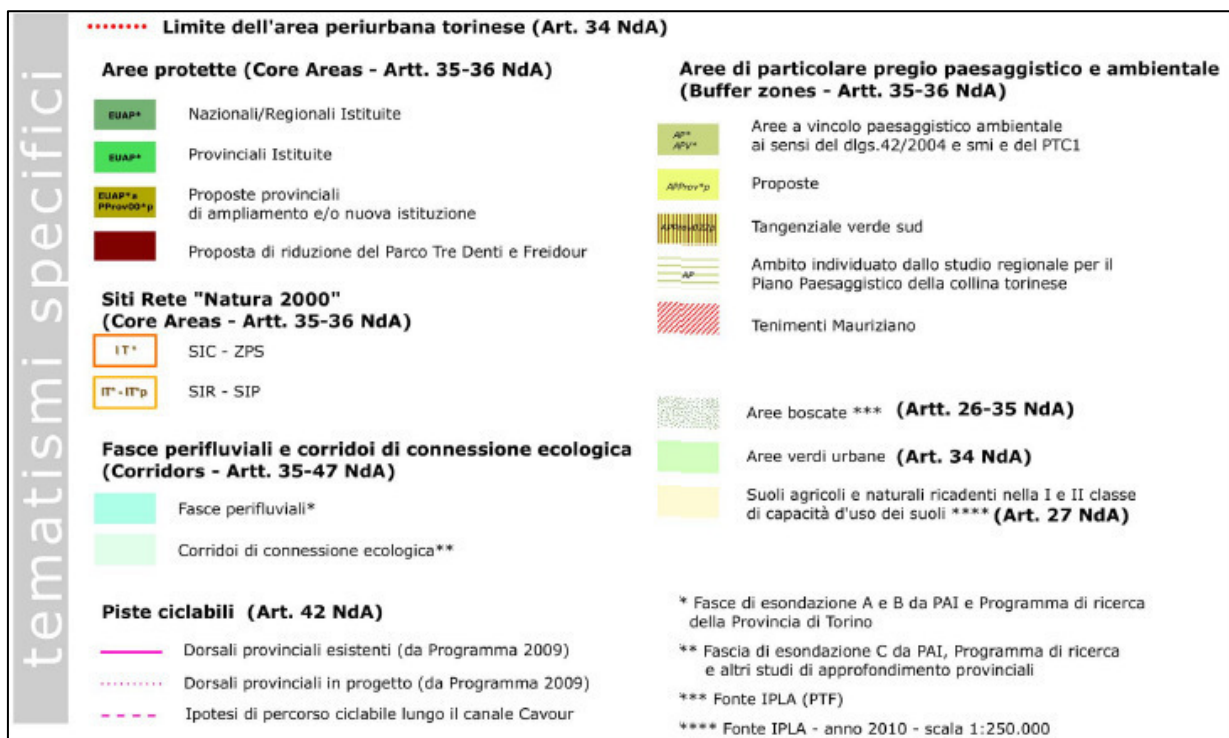 tematismi specifici
Limite dell'area periurbana torinese (Art. 34 NdA)
Aree protette (Core Areas - Artt. 35-36 NdA)
EUAP*
Nazionali/Regionali Istituite
EUAP*
Provinciali Istituite
EUAP*a
PProv00*p
Proposte provinciali
di ampliamento e/o nuova istituzione
Proposta di riduzione del Parco Tre Denti e Freidour
Siti Rete "Natura 2000"
(Core Areas - Artt. 35-36 NdA)
IT*
SIC - ZPS
IT* - IT*p
SIR - SIP
Fasce perifluviali e corridoi di connessione ecologica
(Corridors - Artt. 35-47 NdA)
Fasce perifluviali*
Corridoi di connessione ecologica**
Piste ciclabili (Art. 42 NdA)
Dorsali provinciali esistenti (da Programma 2009)
Dorsali provinciali in progetto (da Programma 2009)
Ipotesi di percorso ciclabile lungo il canale Cavour
Aree di particolare pregio paesaggistico e ambientale
(Buffer zones - Artt. 35-36 NdA)
AP*
APV*
Aree a vincolo paesaggistico ambientale
ai sensi del dlgs.42/2004 e smi e del PTC1
APProv*p
Proposte
Tangenziale verde sud
AP
Ambito individuato dallo studio regionale per il
Piano Paesaggistico della collina torinese
Tenimenti Mauriziano
Aree boscate *** (Artt. 26-35 NdA)
Aree verdi urbane (Art. 34 NdA)
Suoli agricoli e naturali ricadenti nella I e II classe
di capacità d'uso dei suoli **** (Art. 27 NdA)
* Fasce di esondazione A e B da PAI e Programma di ricerca
della Provincia di Torino
** Fascia di esondazione C da PAI, Programma di ricerca
e altri studi di approfondimento provinciali
*** Fonte IPLA (PTF)
**** Fonte IPLA - anno 2010 - scala 1:250.000